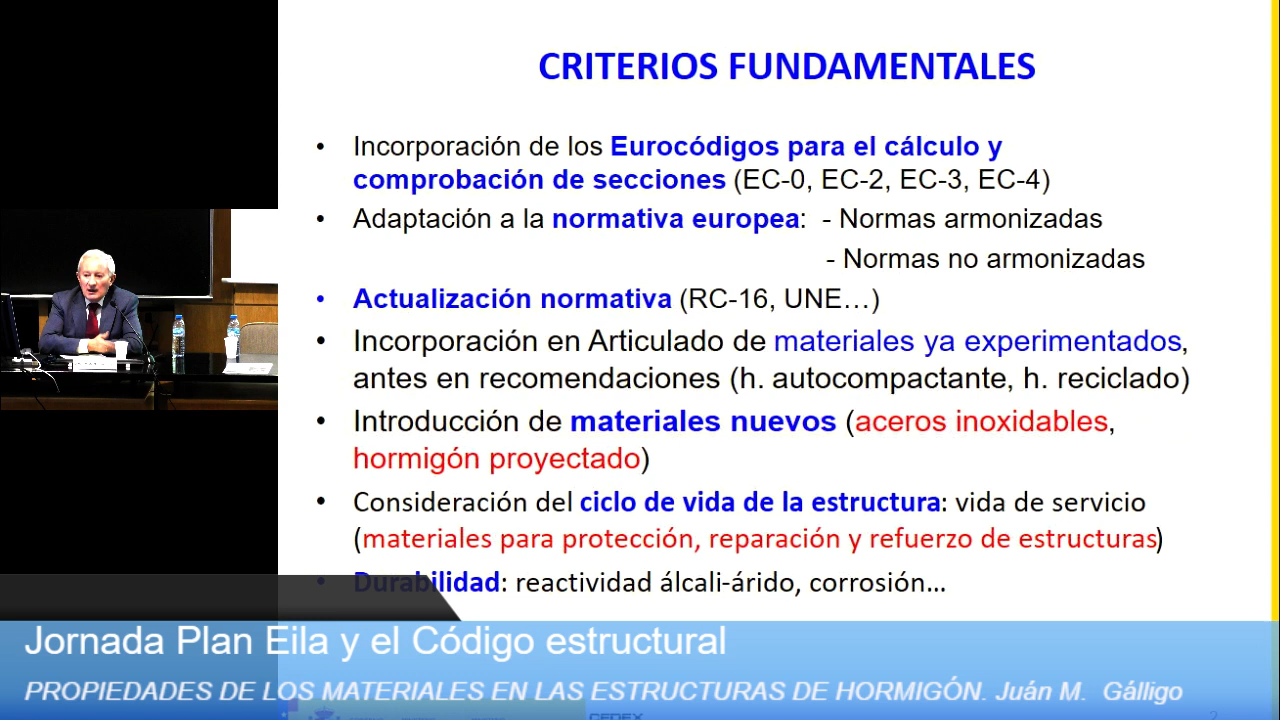 CRITERIOS FUNDAMENTALES
• Incorporación de los Eurocódigos para el cálculo y
comprobación de secciones (EC-0, EC-2, EC-3, EC-4)
• Adaptación a la normativa europea: - Normas armonizadas
- Normas no armonizadas
• Actualización normativa (RC-16, UNE…)
• Incorporación en Articulado de materiales ya experimentados,
antes en recomendaciones (h. autocompactante, h. reciclado)
• Introducción de materiales nuevos (aceros inoxidables,
hormigón proyectado)
• Consideración del ciclo de vida de la estructura: vida de servicio
(materiales para protección, reparación y refuerzo de estructuras)
• Durabilidad: reactividad álcali-árido, corrosión…
Jornada Plan Eila y el Código estructural
PROPIEDADES DE LOS MATERIALES EN LAS ESTRUCTURAS DE HORMIGÓN. Juán M. Gálligo
CEDEX
2